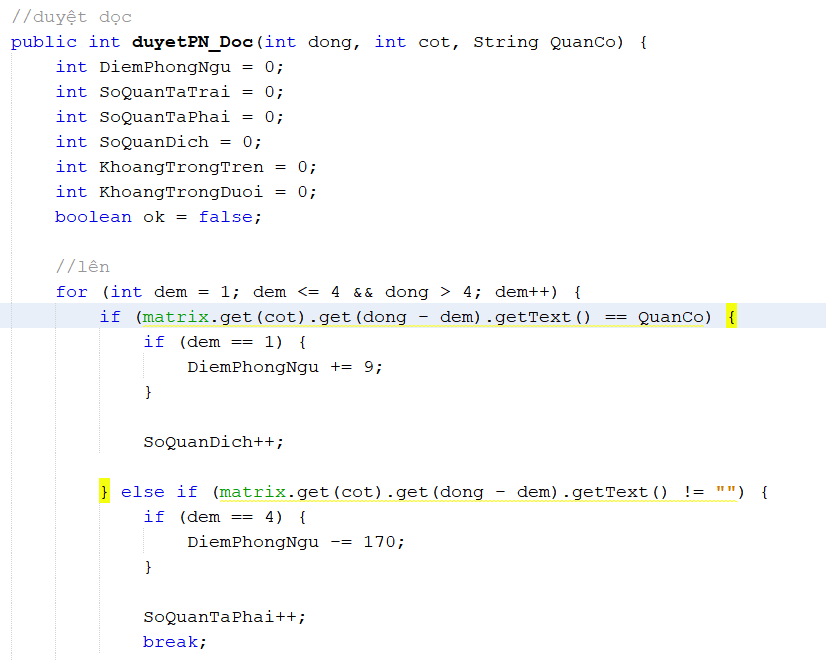 //duyệt dọc
public int duyetPN_Doc(int dong, int cot, String QuanCo) {
int DiemPhongNgu = 0;
int SoQuanTaTrai = 0;
int SoQuanTaPhai = 0;
int SoQuanDich = 0;
int KhoangTrongTren = 0;
int KhoangTrongDuoi = 0;
boolean ok = false;
//lên
for (int dem = 1; dem <= 4 && dong > 4; dem++) {
if (matrix.get(cot).get(dong - dem).getText() == QuanCo) {
if (dem == 1) {
DiemPhongNgu += 9;
}
SoQuanDich++;
} else if (matrix.get(cot).get(dong - dem).getText() != "") {
if (dem == 4) {
DiemPhongNgu -= 170;
}
SoQuanTaPhai++;
break;